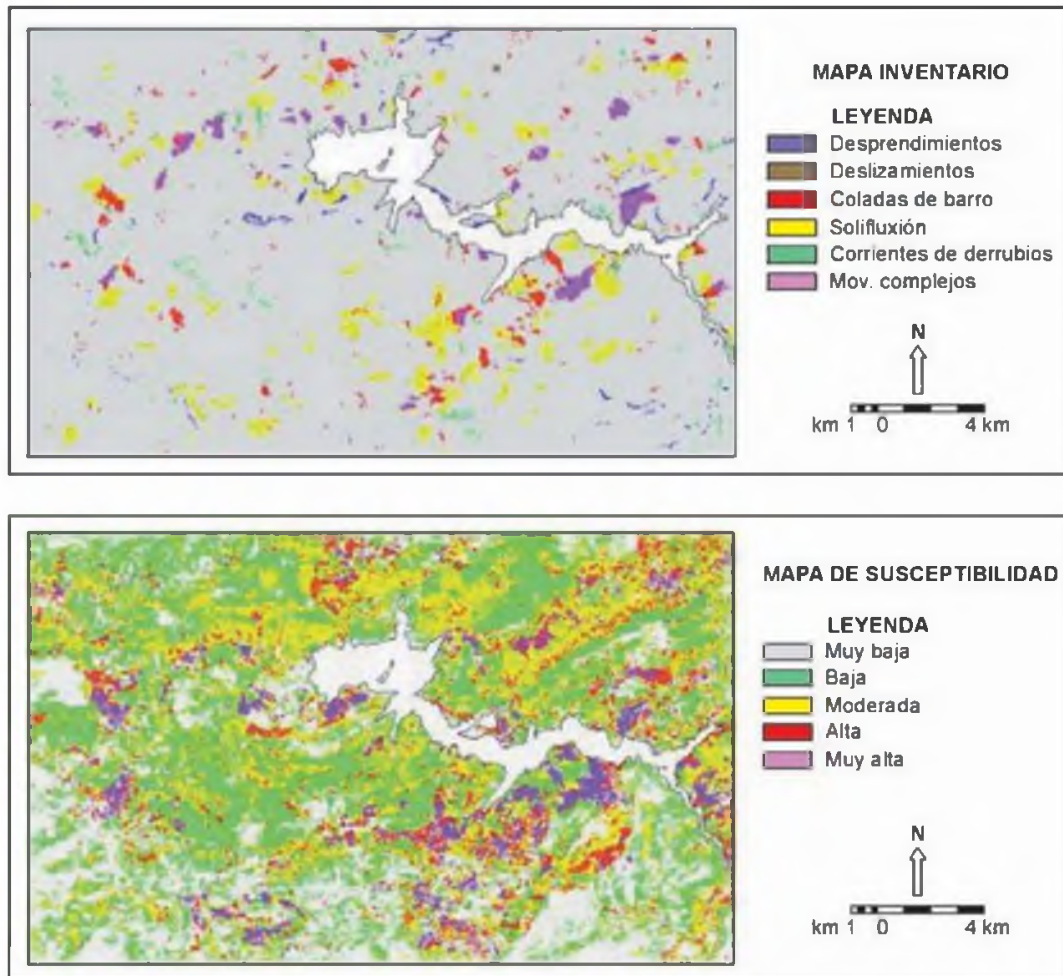 MAPA INVENTARIO
LEYENDA
Desprendimientos
Deslizamientos
Coladas de barro
Solifluxión
Corrientes de derrubios
Mov. complejos
N
km 1 0 4 km
MAPA DE SUSCEPTIBILIDAD
LEYENDA
Muy baja
Baja
Moderada
Alta
Muy alta
N
km 1 0 4 km